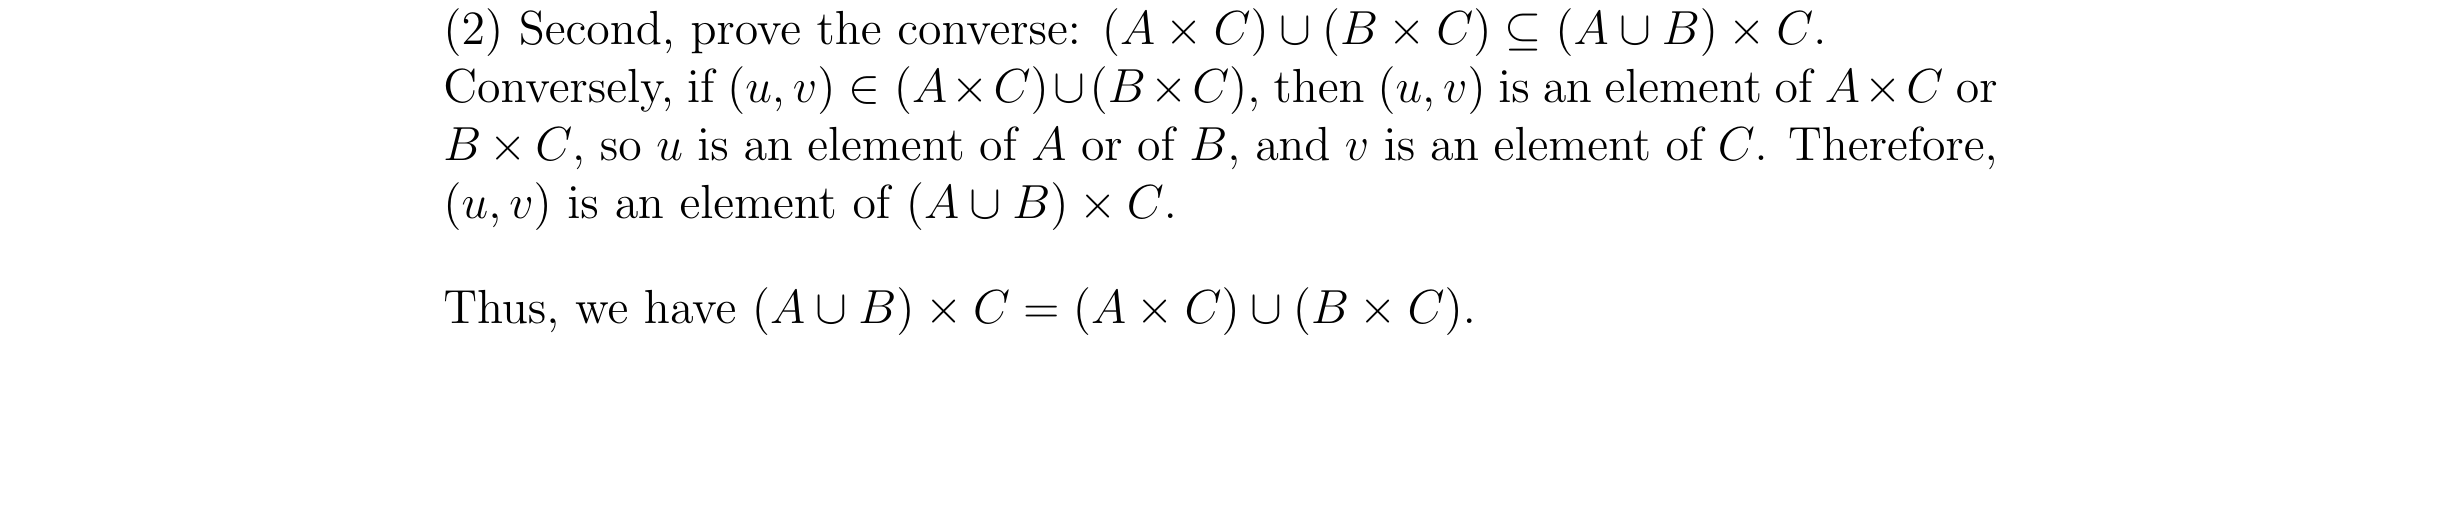 (2) Second, prove the converse: (A × C) ∪ (B × C) ⊆ (A ∪ B) × C.
Conversely, if (u, v) ∈ (A × C) ∪ (B × C), then (u, v) is an element of A × C or
B × C, so u is an element of A or of B, and v is an element of C. Therefore,
(u, v) is an element of (A ∪ B) × C.
Thus, we have (A ∪ B) × C = (A × C) ∪ (B × C).